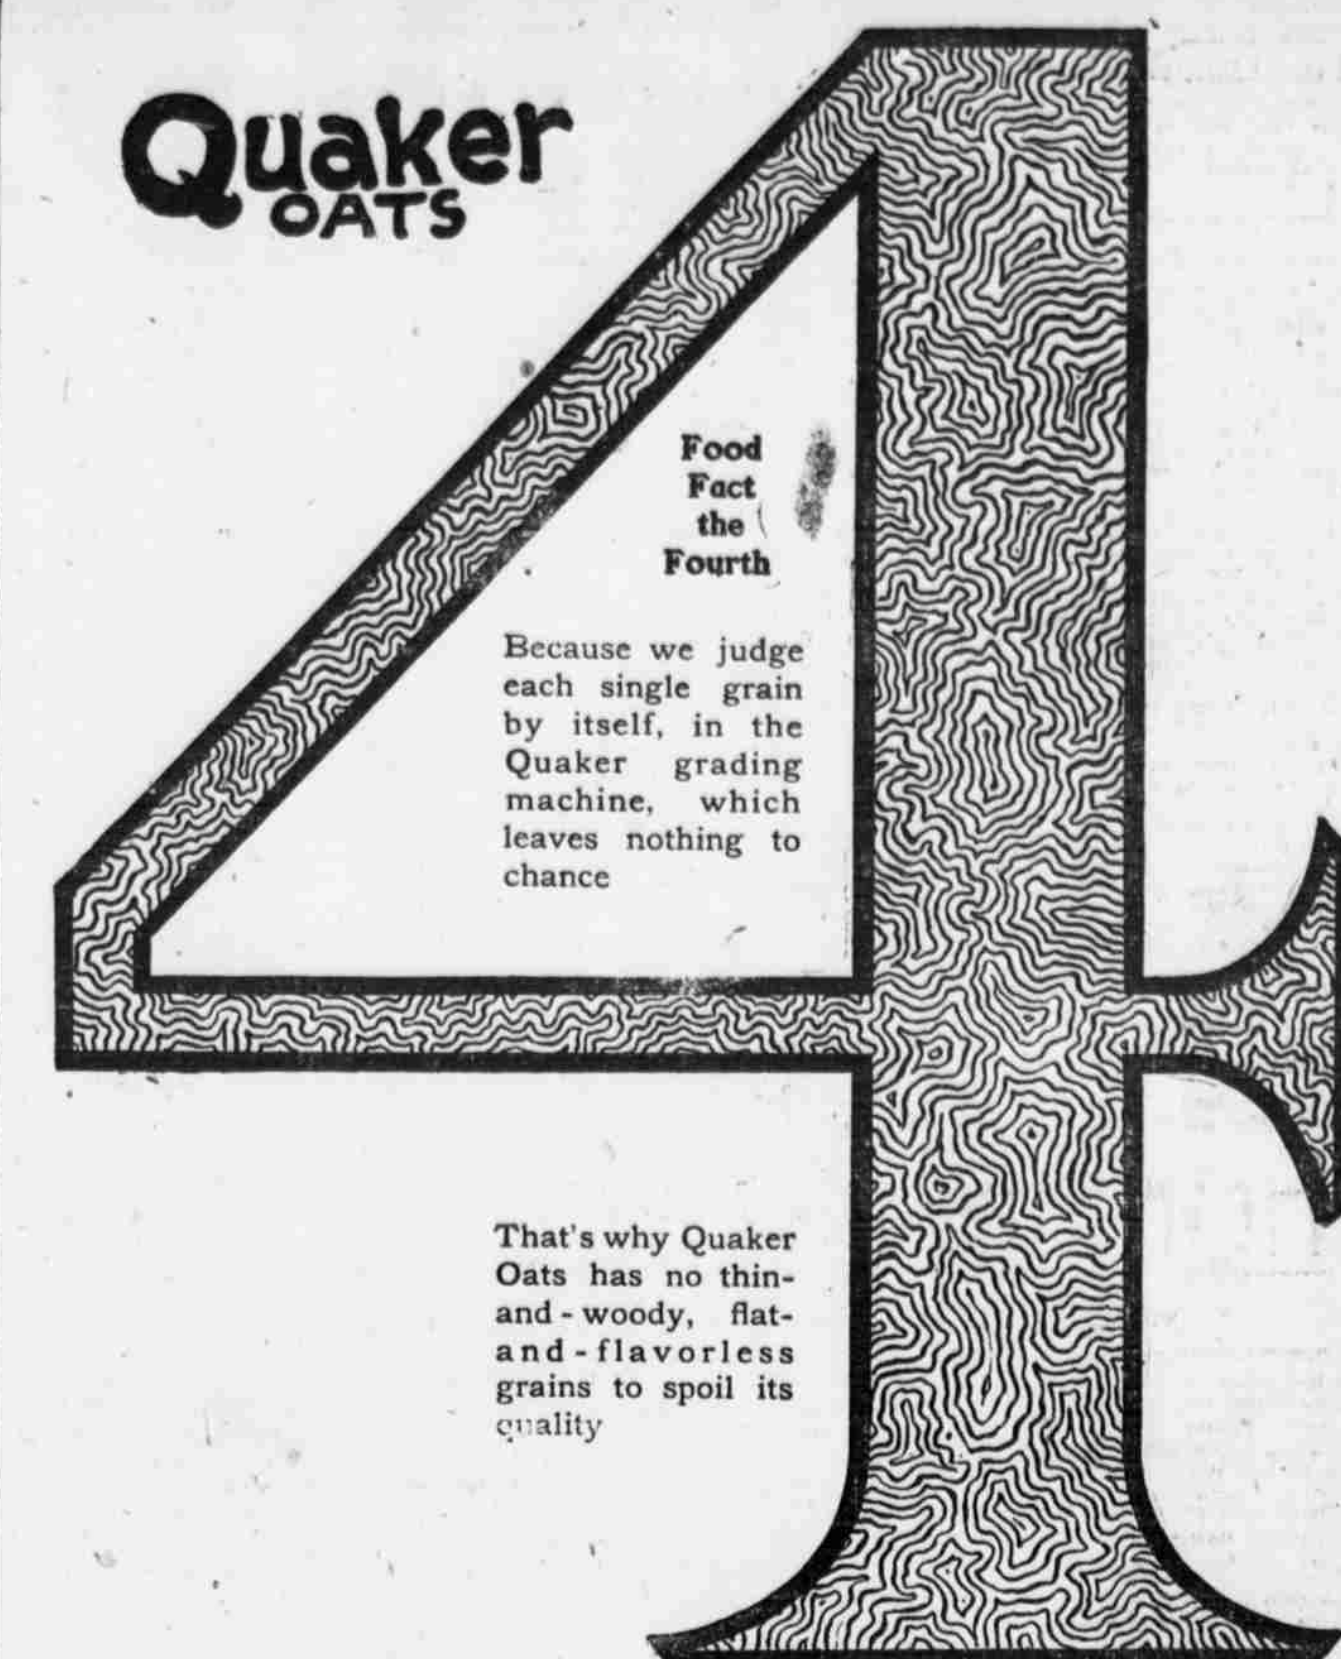 Quaker
OATS
Food
Fact
the
Fourth
Because we judge
each single grain
by itself, in the
Quaker grading
machine, which
leaves nothing to
chance
That's why Quaker
Oats has no thin-
and-woody, flat-
and-flavorless
grains to spoil its
quality
4